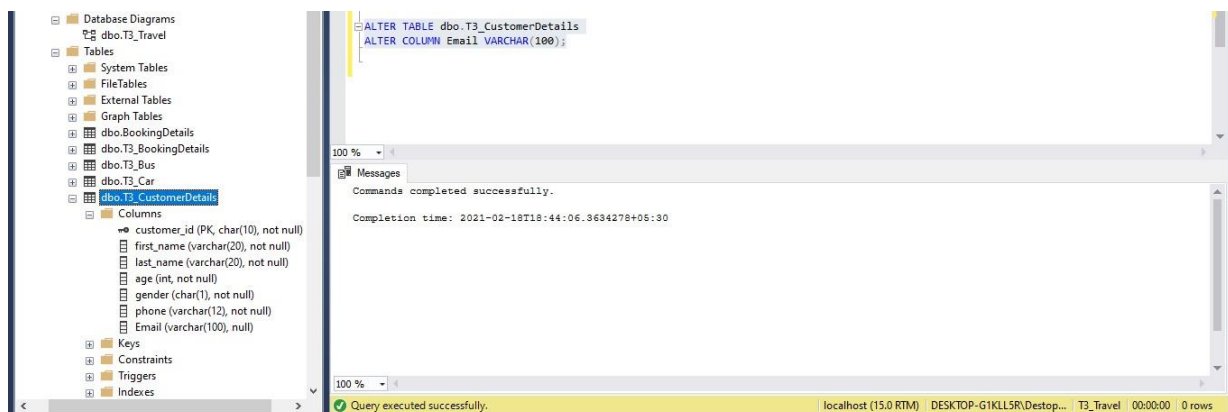 Database Diagrams
dbo.T3_Travel
Tables
System Tables
FileTables
External Tables
Graph Tables
dbo.BookingDetails
dbo.T3_BookingDetails
dbo.T3_Bus
dbo.T3_Car
dbo.T3_CustomerDetails
Columns
customer_id (PK, char(10), not null)
first_name (varchar(20), not null)
last_name (varchar(20), not null)
age (int, not null)
gender (char(1), not null)
phone (varchar(12), not null)
Email (varchar(100), null)
Keys
Constraints
Triggers
Indexes
ALTER TABLE dbo.T3_CustomerDetails
ALTER COLUMN Email VARCHAR(100);
100 %
Messages
Commands completed successfully.
Completion time: 2021-02-18T18:44:06.3634278+05:30
100 %
Query executed successfully.
localhost (15.0 RTM) DESKTOP-G1KLL5R\Destop... T3_Travel 00:00:00 0 rows